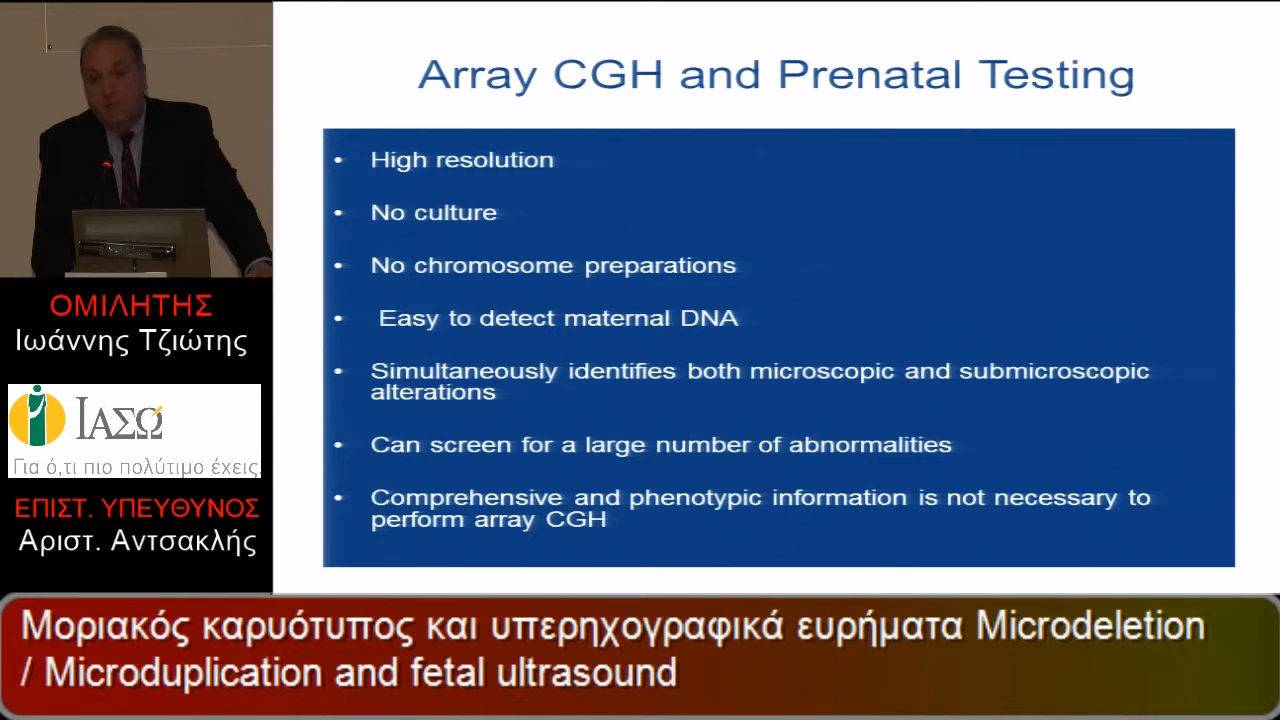 Array CGH and Prenatal Testing
• High resolution
• No culture
• No chromosome preparations
• Easy to detect maternal DNA
• Simultaneously identifies both microscopic and submicroscopic
alterations
• Can screen for a large number of abnormalities
• Comprehensive and phenotypic information is not necessary to
perform array CGH
ΟΜΙΛΗΤΗΣ
Ιωάννης Τζιώτης
ΙΑΣΩ
Για ό,τι πιο πολύτιμο έχεις.
ΕΠΙΣΤ. ΥΠΕΥΘΥΝΟΣ
Αριστ. Αντσακλής
Μοριακός καρυότυπος και υπερηχογραφικά ευρήματα Microdeletion
/ Microduplication and fetal ultrasound